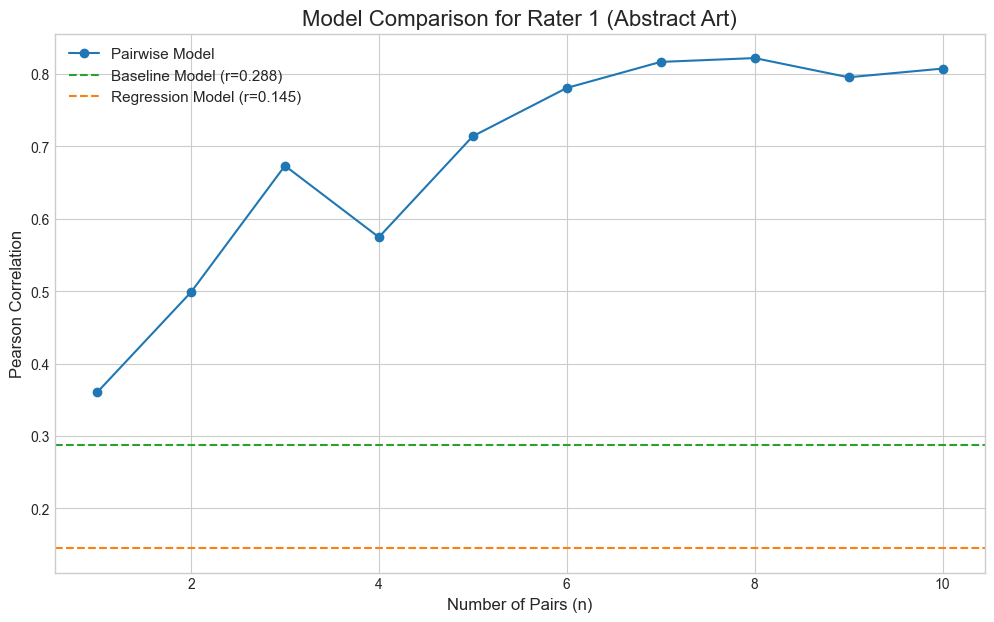 Model Comparison for Rater 1 (Abstract Art)
Pairwise Model
Baseline Model (r=0.288)
Regression Model (r=0.145)
Pearson Correlation
0.8
0.7
0.6
0.5
0.4
0.3
0.2
2
4
6
8
10
Number of Pairs (n)